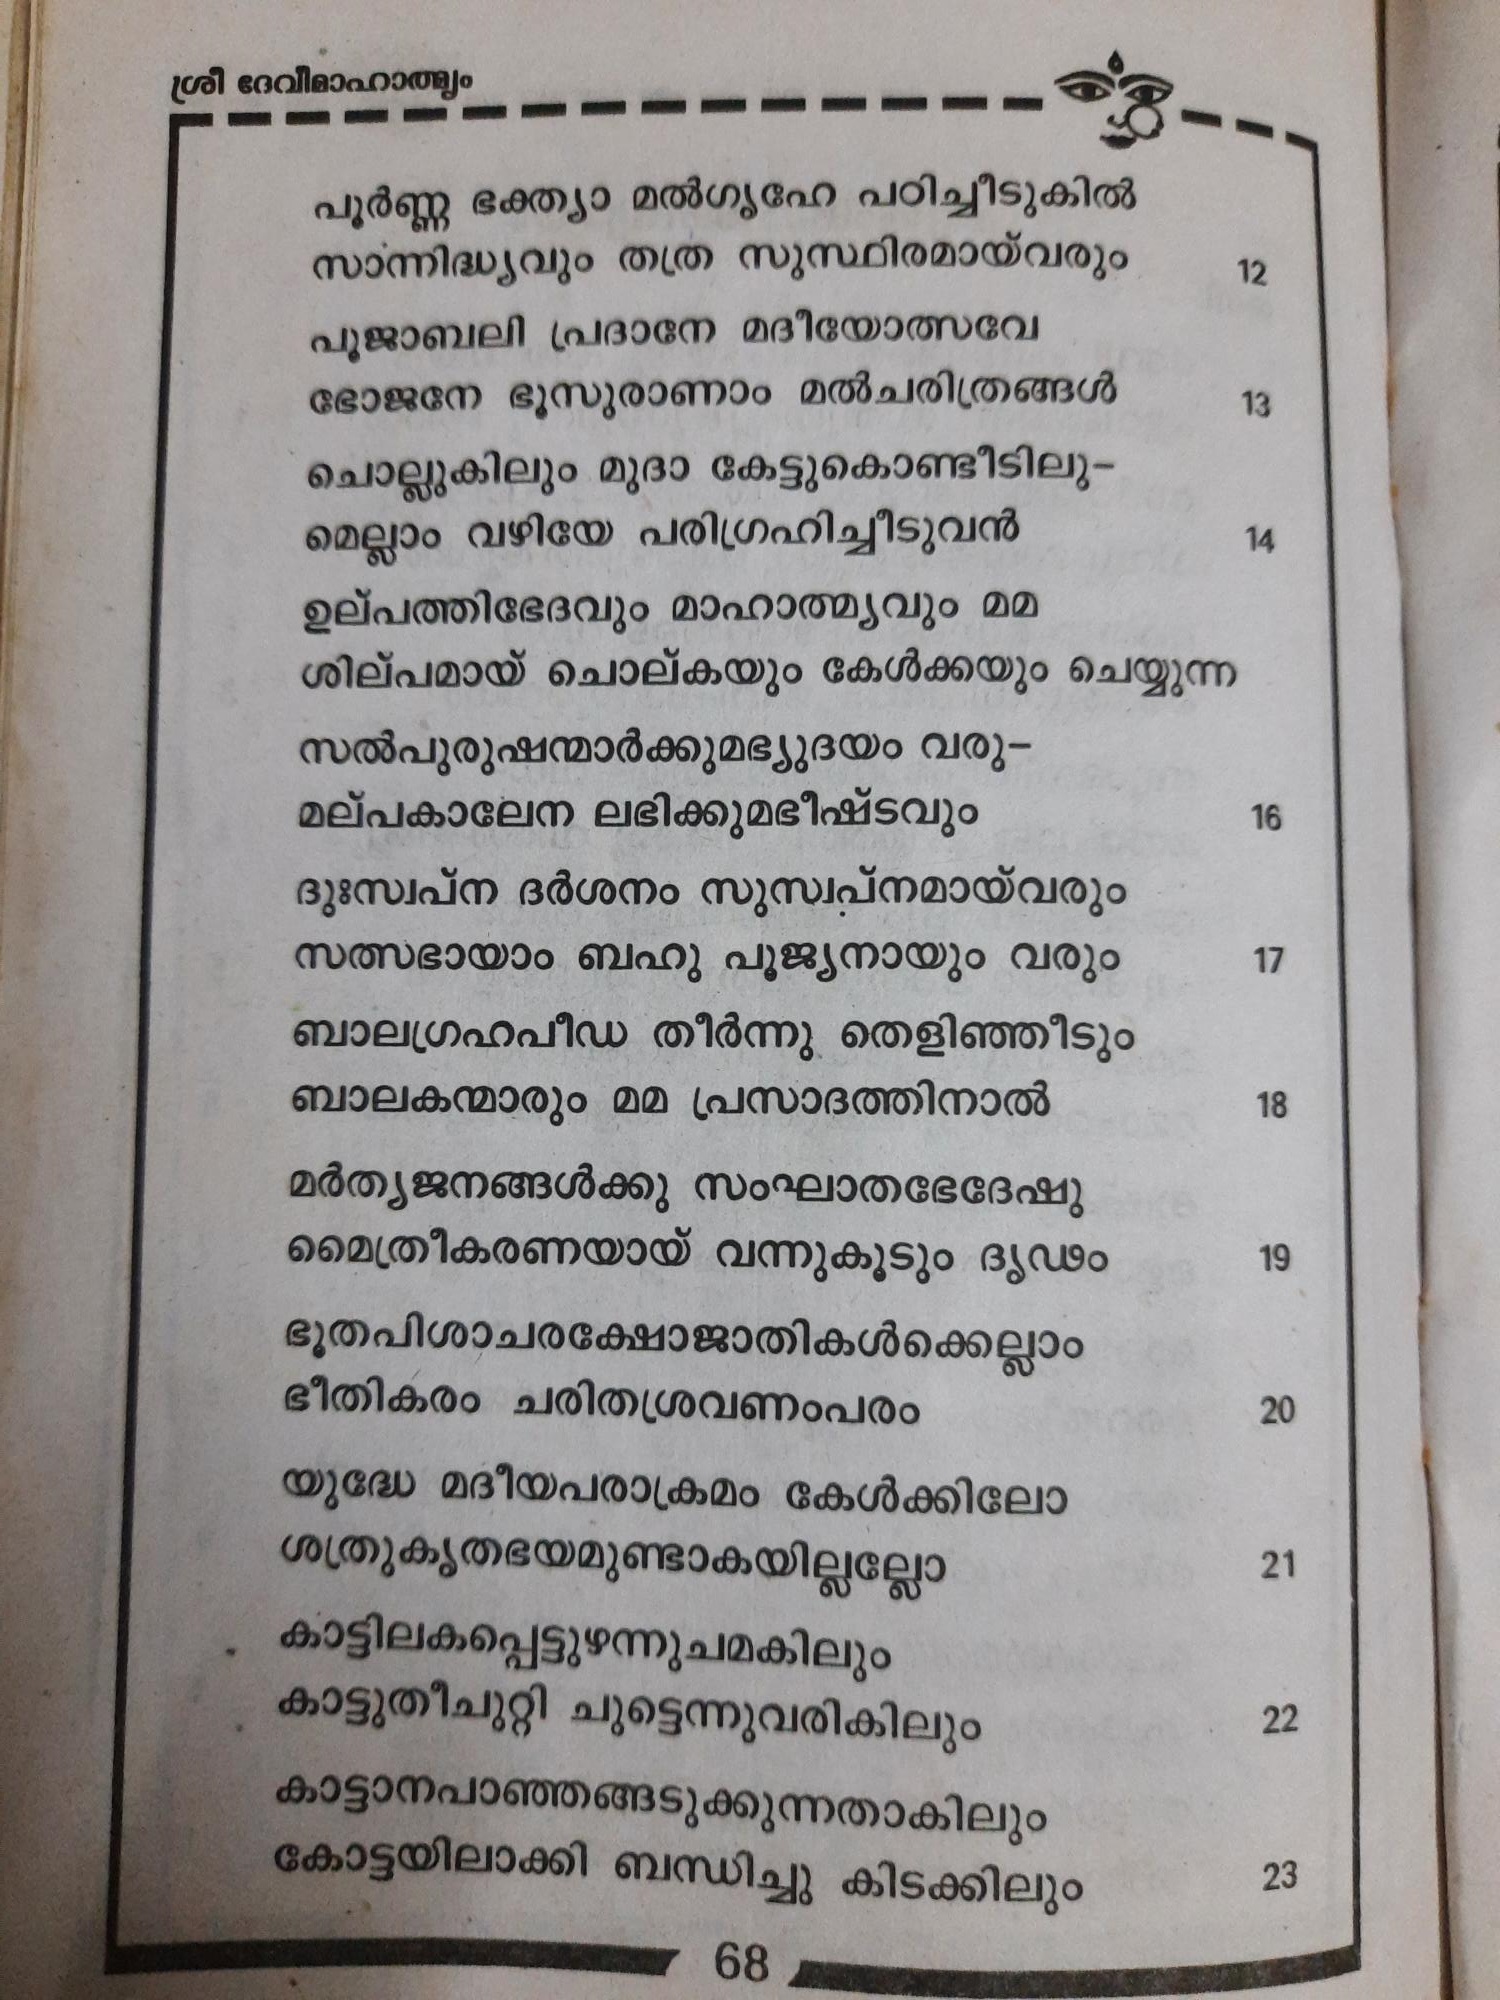 ശ്രീ ദേവീമാഹാത്മ്യം
പൂർണ്ണ ഭക്ത്യാ മൽഗൃഹേ പഠിച്ചീടുകിൽ
സാന്നിദ്ധ്യവും തത്ര സുസ്ഥിരമായ്‌വരും 12
പൂജാബലി പ്രദാനേ മദീയോത്സവേ
ഭോജനേ ഭൂസുരാണാം മൽചരിത്രങ്ങൾ 13
ചൊല്ലുകിലും മുദാ കേട്ടുകൊണ്ടീടിലു-
മെല്ലാം വഴിയേ പരിഗ്രഹിച്ചീടുവൻ 14
ഉല്പത്തിഭേദവും മാഹാത്മ്യവും മമ
ശില്പമായ് ചൊല്കയും കേൾക്കയും ചെയ്യുന്ന
സൽപുരുഷന്മാർക്കുമഭ്യുദയം വരു-
മല്പകാലേന ലഭിക്കുമഭീഷ്ടവും 16
ദുഃസ്വപ്ന ദർശനം സുസ്വപ്നമായ്‌വരും
സത്സഭായാം ബഹു പൂജ്യനായും വരും 17
ബാലഗ്രഹപീഡ തീർന്നു തെളിഞ്ഞീടും
ബാലകന്മാരും മമ പ്രസാദത്തിനാൽ 18
മർത്യജനങ്ങൾക്കു സംഘാതഭേദേഷു
മൈത്രീകരണയായ് വന്നുകൂടും ദൃഢം 19
ഭൂതപിശാചരക്ഷോജാതികൾക്കെല്ലാം
ഭീതികരം ചരിതശ്രവണംപരം 20
യുദ്ധേ മദീയപരാക്രമം കേൾക്കിലോ
ശത്രുകൃതഭയമുണ്ടാകയില്ലല്ലോ 21
കാട്ടിലകപ്പെട്ടുഴന്നുചമകിലും
കാട്ടുതീചുറ്റി ചുട്ടെന്നുവരികിലും 22
കാട്ടാനപാഞ്ഞങ്ങടുക്കുന്നതാകിലും
കോട്ടയിലാക്കി ബന്ധിച്ചു കിടക്കിലും 23
68